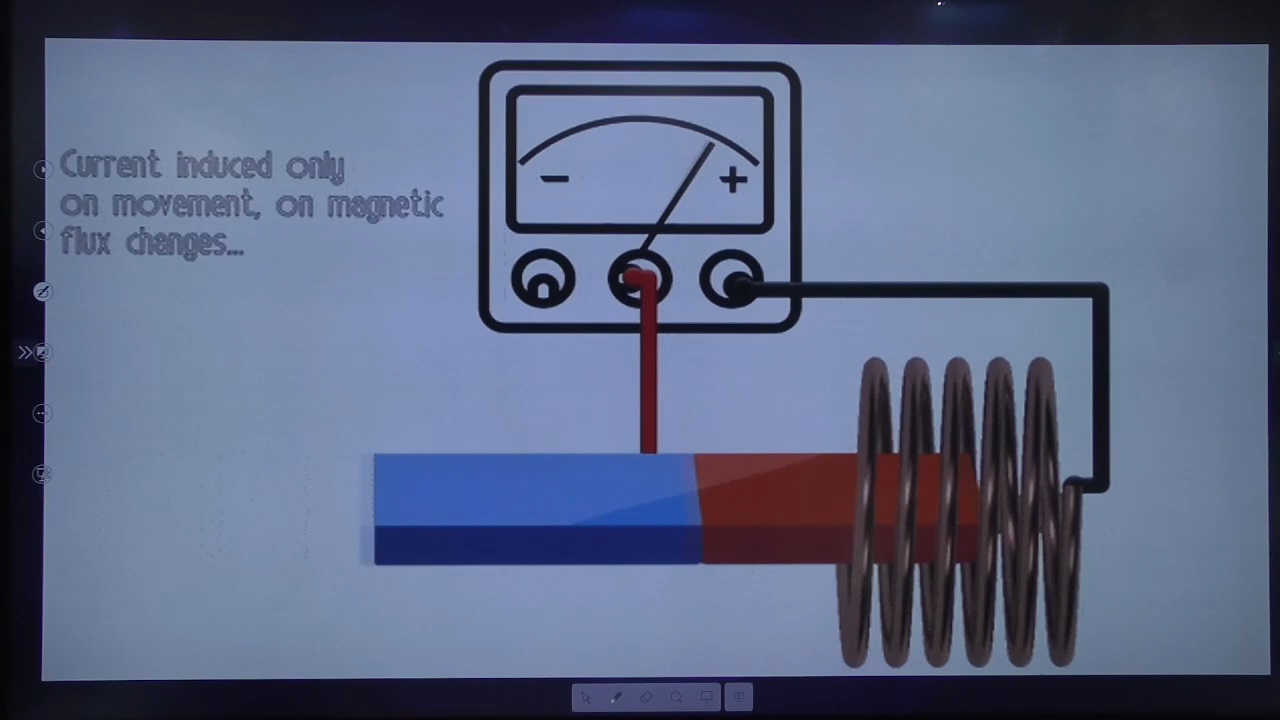 Current induced only
on movement, on magnetic
flux changes...
− +